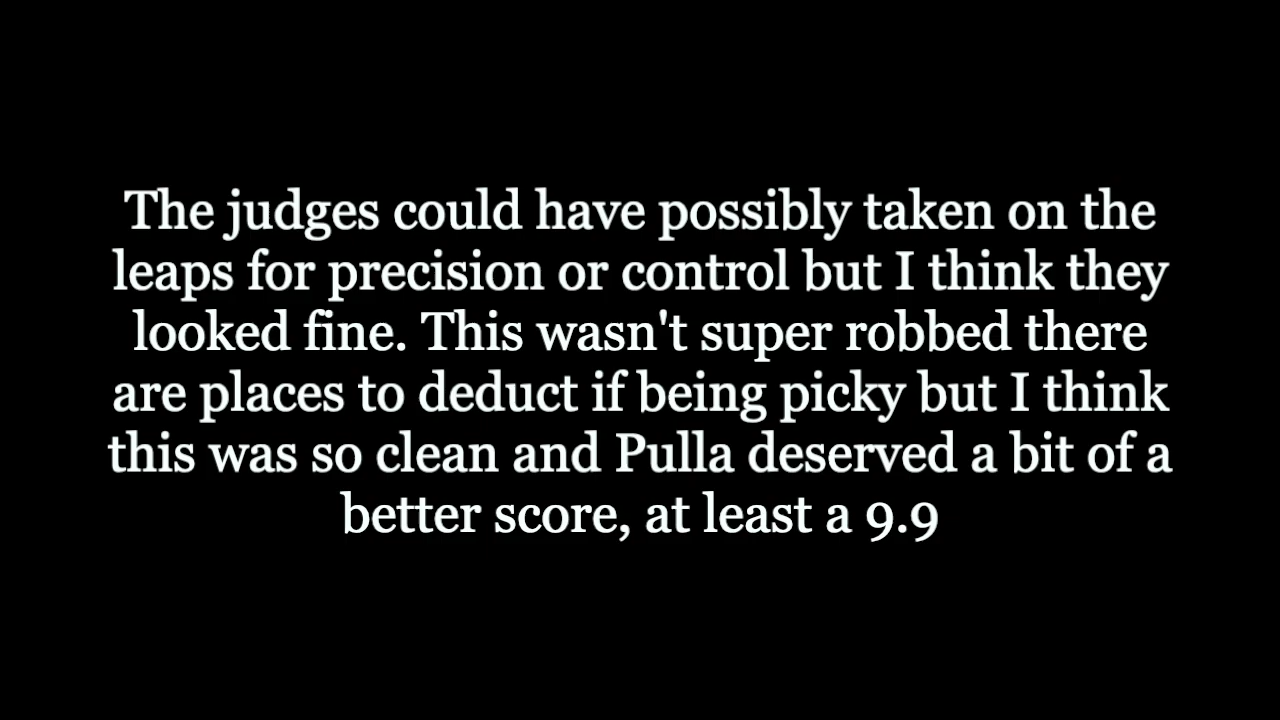 The judges could have possibly taken on the
leaps for precision or control but I think they
looked fine. This wasn't super robbed there
are places to deduct if being picky but I think
this was so clean and Pulla deserved a bit of a
better score, at least a 9.9